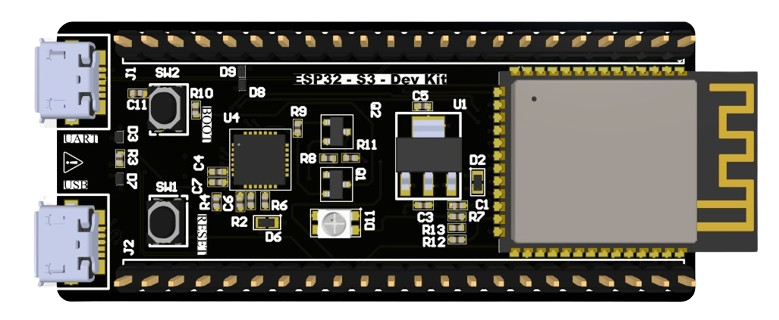 J1
SW2
D9
D8
ESP32 - S3 - Dev Kit
C11
R10
BOOT
U4
R9
Q2
C5
U1
UART
D3
R3
D7
USB
R11
R8
Q1
D2
C4
C7
SW1
R4
C6
R6
R2
D6
D11
C3
C1
R7
R13
R12
RESET
J2